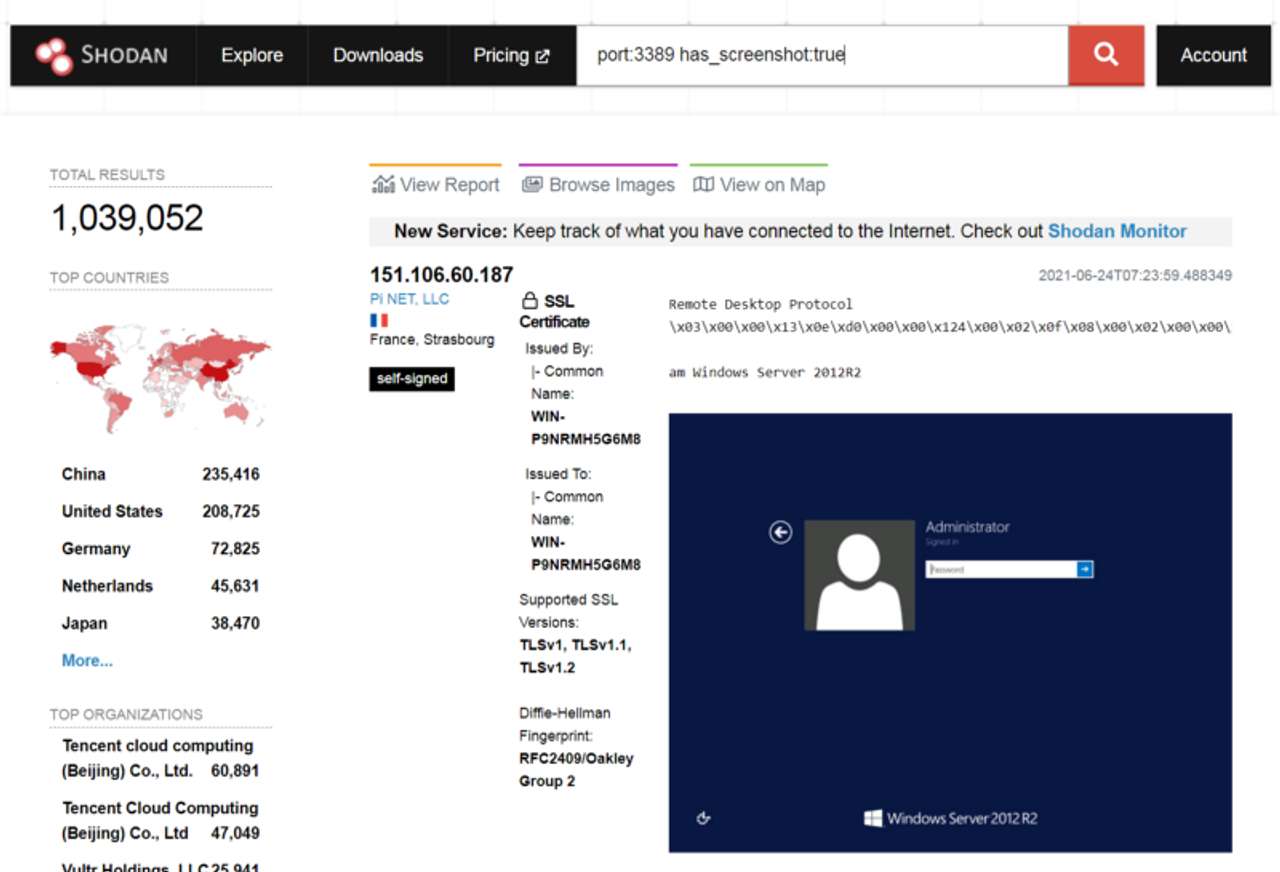 SHODAN Explore Downloads Pricing port:3389 has_screenshot:true Account
TOTAL RESULTS
1,039,052
TOP COUNTRIES
China 235,416
United States 208,725
Germany 72,825
Netherlands 45,631
Japan 38,470
More...
TOP ORGANIZATIONS
Tencent cloud computing
(Beijing) Co., Ltd. 60,891
Tencent Cloud Computing
(Beijing) Co., Ltd 47,049
Vultr Holdings, LLC 25,941
View Report Browse Images View on Map
New Service: Keep track of what you have connected to the Internet. Check out Shodan Monitor
151.106.60.187
2021-06-24T07:23:59.488349
Pi NET, LLC
France, Strasbourg
self-signed
SSL
Certificate
Issued By:
|- Common
Name:
WIN-
P9NRMH5G6M8
Issued To:
|- Common
Name:
WIN-
P9NRMH5G6M8
Supported SSL
Versions:
TLSv1, TLSv1.1,
TLSv1.2
Diffie-Hellman
Fingerprint:
RFC2409/Oakley
Group 2
Remote Desktop Protocol
\x03\x00\x00\x13\x0e\xd0\x00\x00\x124\x00\x02\x0f\x08\x00\x02\x00\x00\
am Windows Server 2012R2
Administrator
Signed in
Password
Windows Server 2012 R2